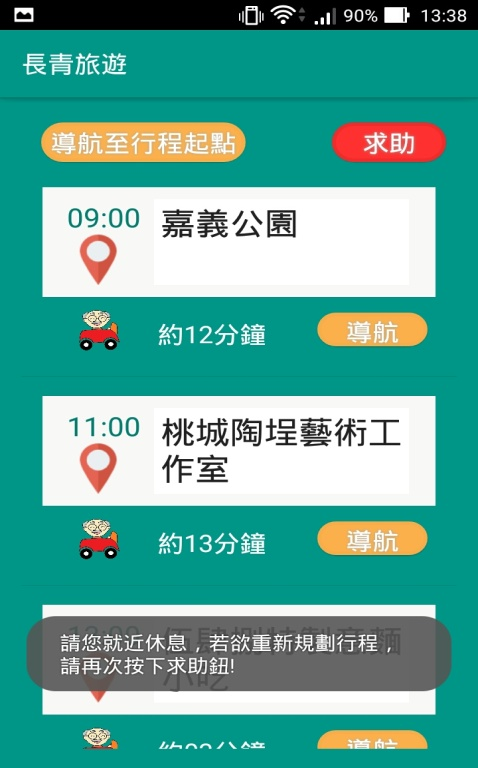 90% 13:38
長青旅遊
導航至行程起點
求助
09:00
嘉義公園
約12分鐘
導航
11:00
桃城陶埕藝術工
作室
約13分鐘
導航
請您就近休息，若欲重新規劃行程，
請再次按下求助鈕!
小吃
導航